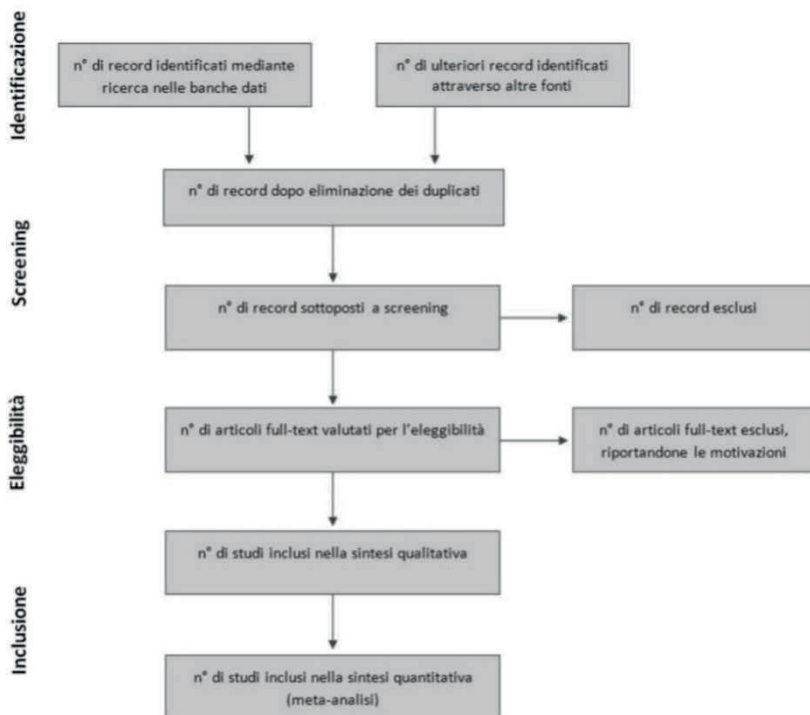 Identificazione
n° di record identificati mediante
ricerca nelle banche dati
n° di ulteriori record identificati
attraverso altre fonti
n° di record dopo eliminazione dei duplicati
Screening
n° di record sottoposti a screening
n° di record esclusi
Eleggibilità
n° di articoli full-text valutati per l'eleggibilità
n° di articoli full-text esclusi,
riportandone le motivazioni
Inclusione
n° di studi inclusi nella sintesi qualitativa
n° di studi inclusi nella sintesi quantitativa
(meta-analisi)